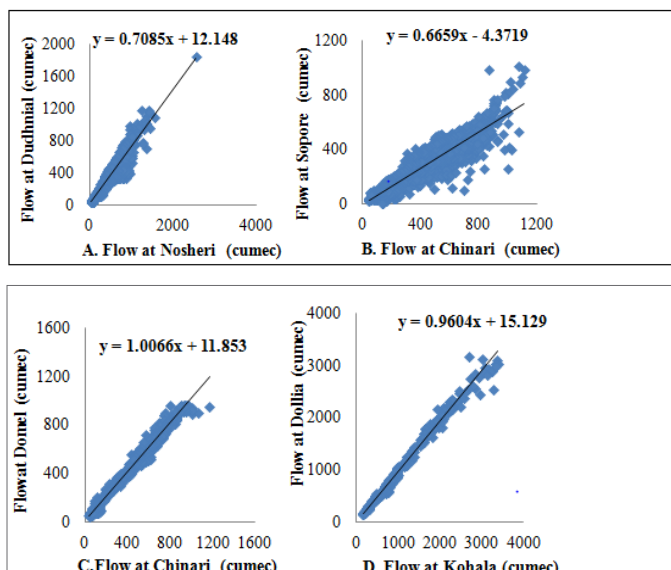 y = 0.7085x + 12.148
Flow at Dudhnial (cumec)
2000
1600
1200
800
400
0
0 2000 4000
A. Flow at Nosheri (cumec)
y = 0.6659x - 4.3719
Flow at Sopore (cumec)
1200
800
400
0
0 400 800 1200
B. Flow at Chinari (cumec)
y = 1.0066x + 11.853
Flow at Domel (cumec)
1600
1200
800
400
0
0 400 800 1200 1600
C.Flow at Chinari (cumec)
y = 0.9604x + 15.129
Flow at Dollia (cumec)
4000
3000
2000
1000
0
0 1000 2000 3000 4000
D. Flow at Kohala (cumec)